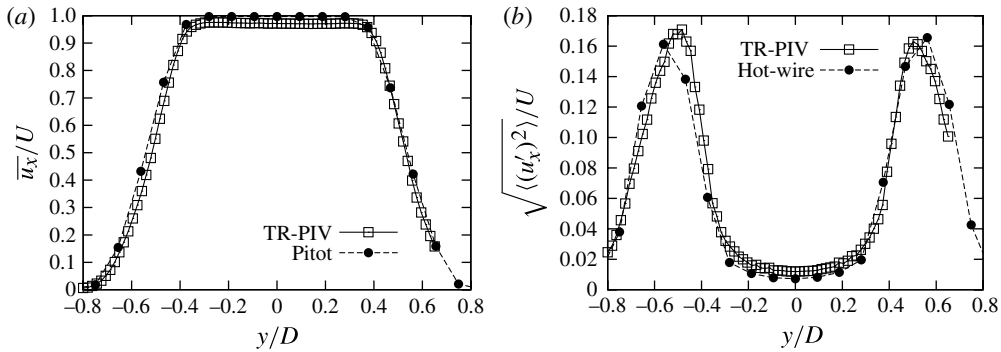 (a)
1.0
0.9
0.8
0.7
0.6
0.5
0.4
0.3
0.2
0.1
0
u̅ₓ/U
TR-PIV
Pitot
−0.8 −0.6 −0.4 −0.2 0 0.2 0.4 0.6 0.8
y/D
(b)
0.18
0.16
0.14
0.12
0.10
0.08
0.06
0.04
0.02
0
√⟨(u′ₓ)²⟩/U
TR-PIV
Hot-wire
−0.8 −0.6 −0.4 −0.2 0 0.2 0.4 0.6 0.8
y/D